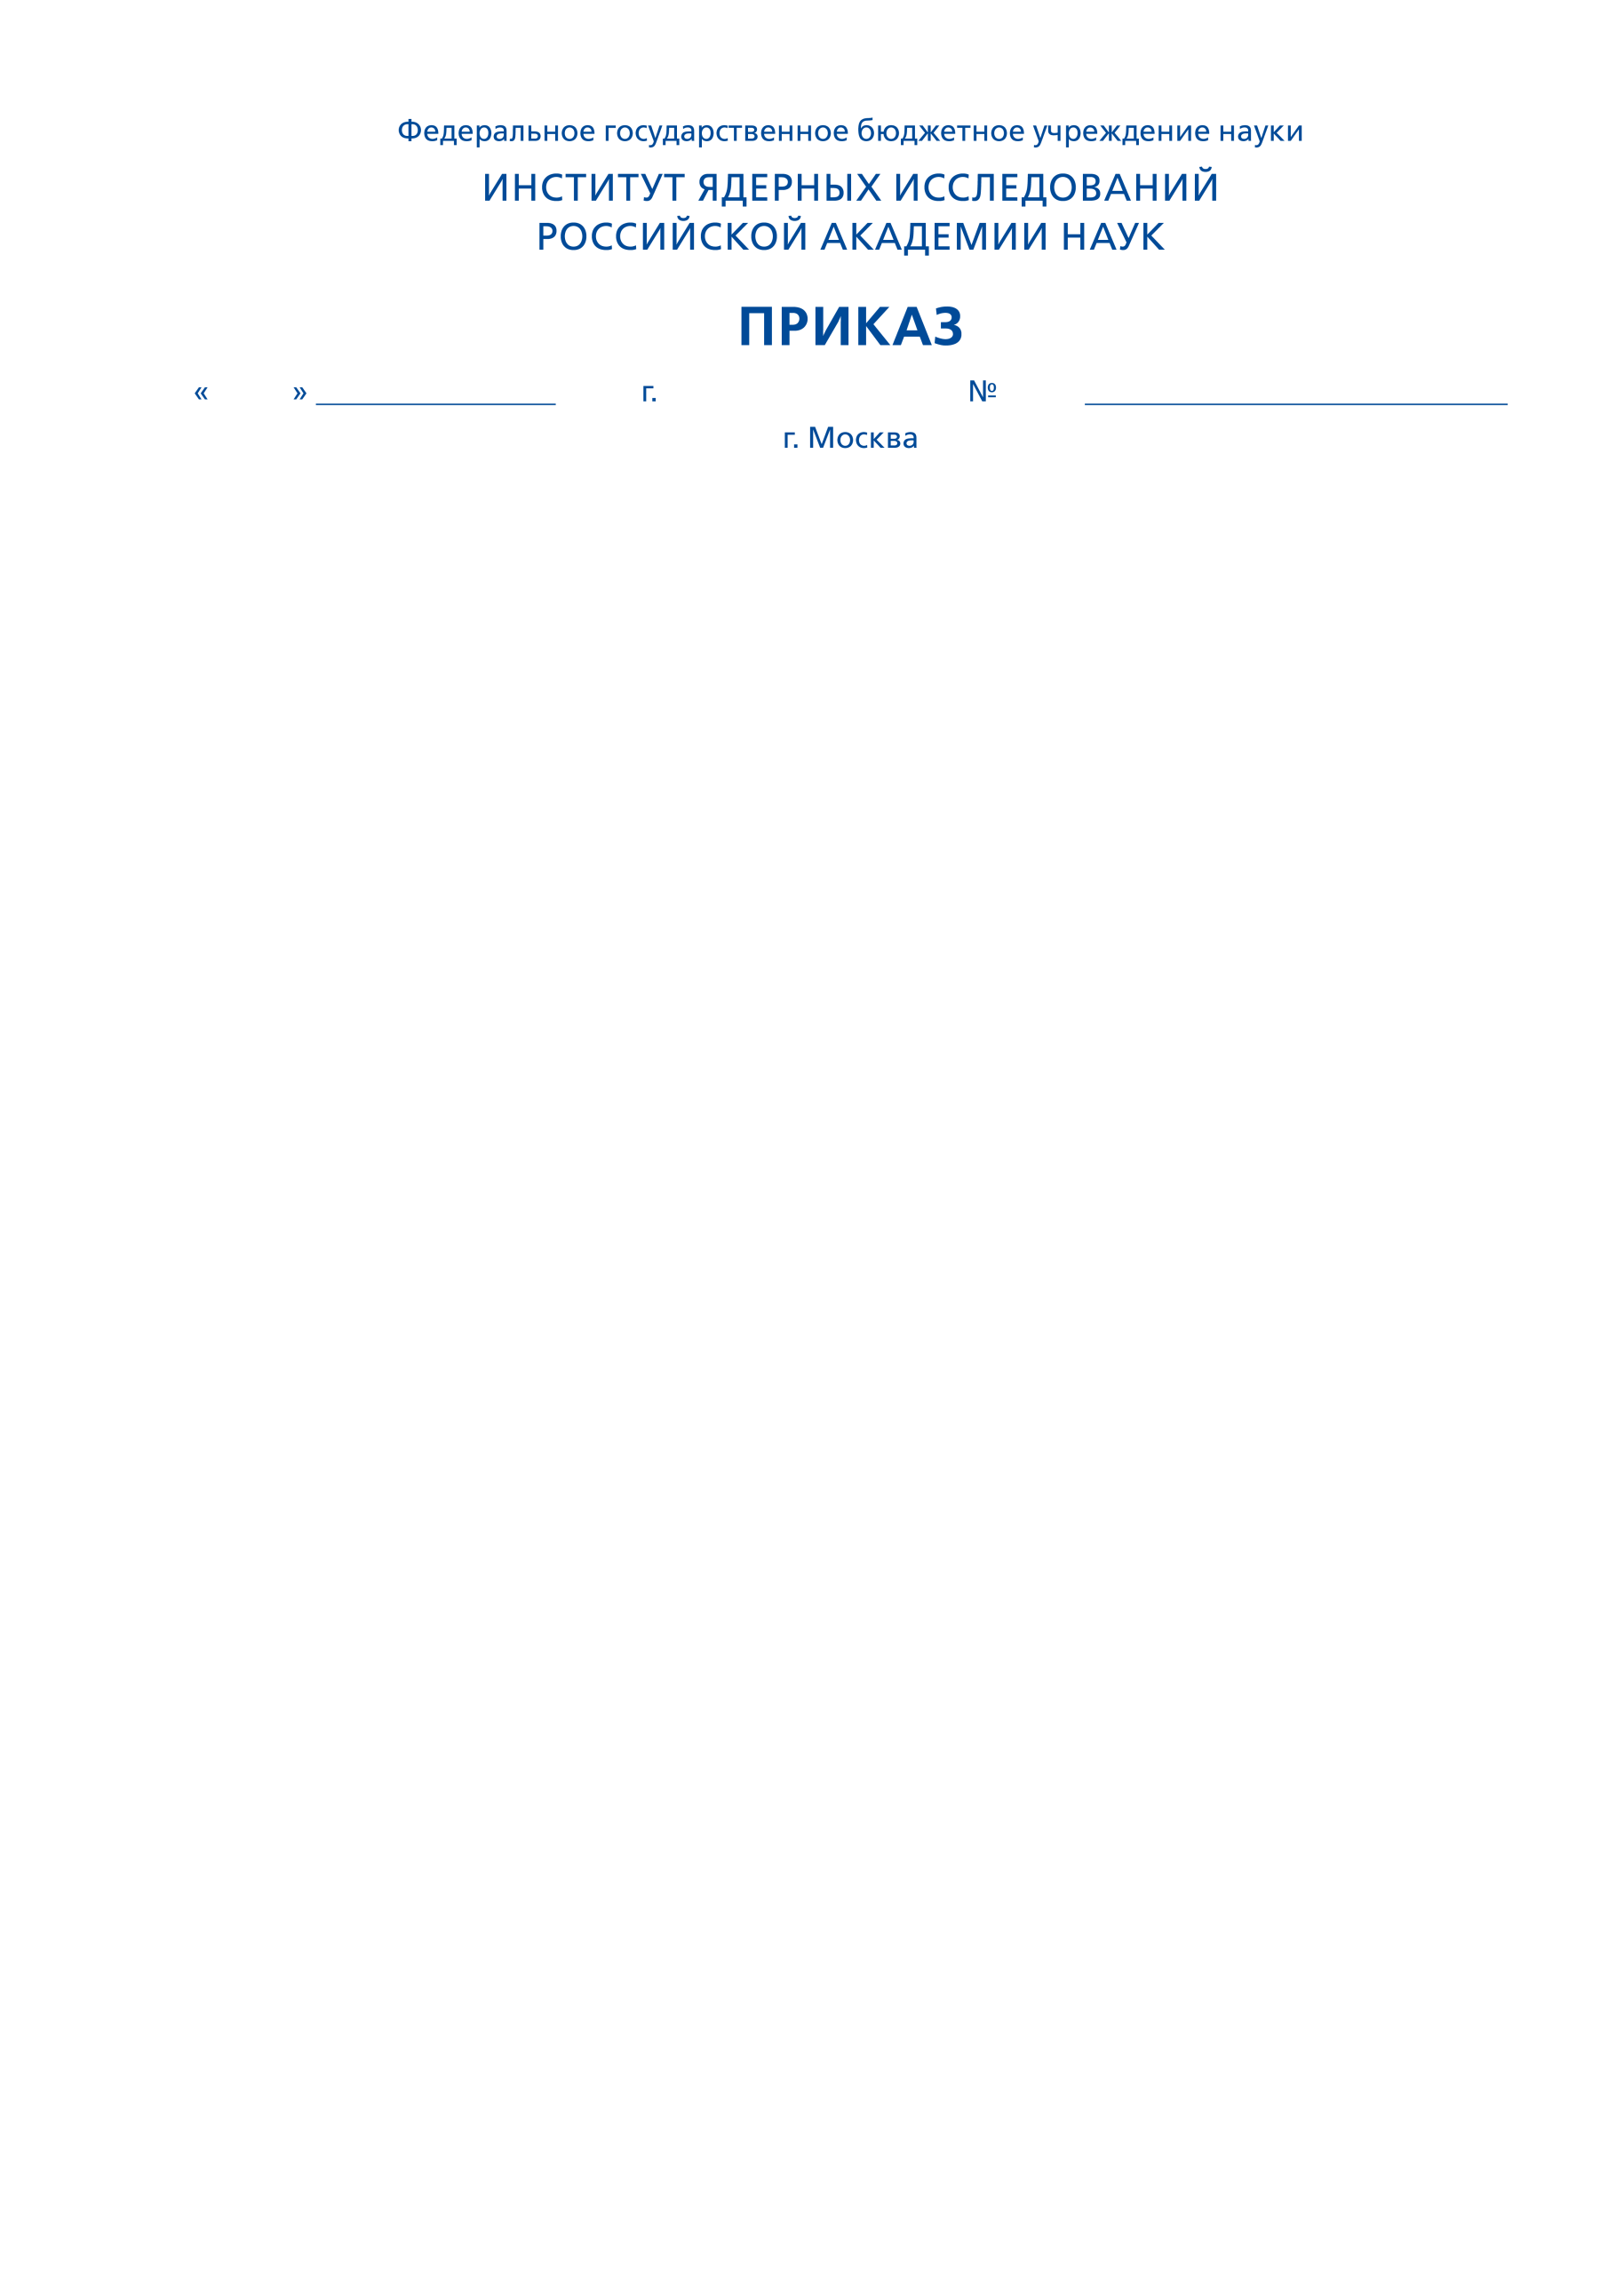 Федеральное государственное бюджетное учреждение науки
ИНСТИТУТ ЯДЕРНЫХ ИССЛЕДОВАНИЙ
РОССИЙСКОЙ АКАДЕМИИ НАУК
ПРИКАЗ
« » г. №
г. Москва